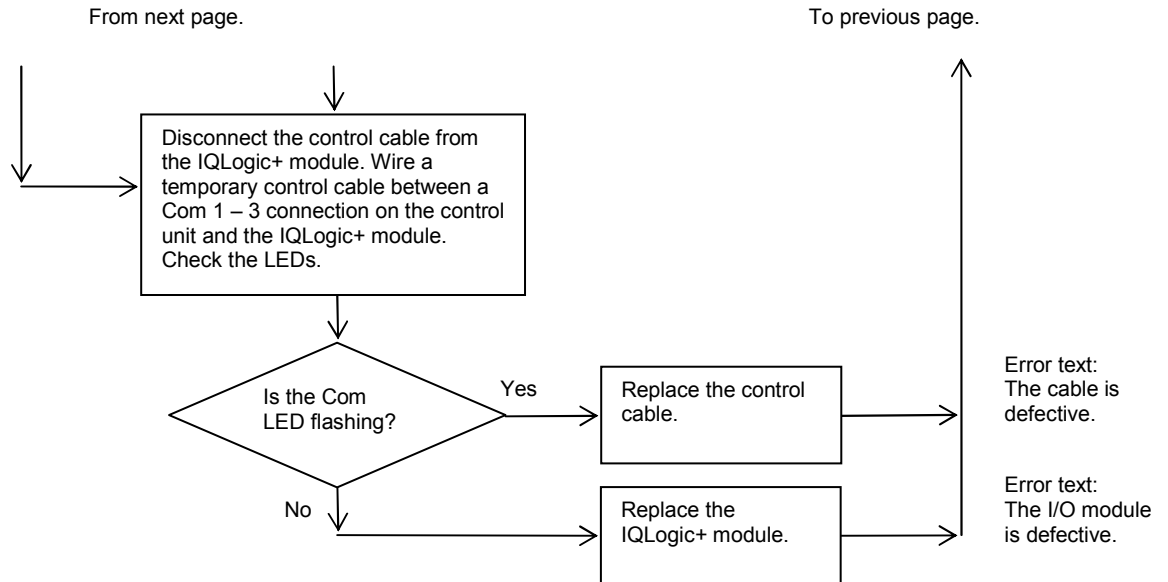 From next page.
To previous page.
Disconnect the control cable from
the IQLogic+ module. Wire a
temporary control cable between a
Com 1 – 3 connection on the control
unit and the IQLogic+ module.
Check the LEDs.
Is the Com
LED flashing?
Yes
Replace the control
cable.
Error text:
The cable is
defective.
No
Replace the
IQLogic+ module.
Error text:
The I/O module
is defective.